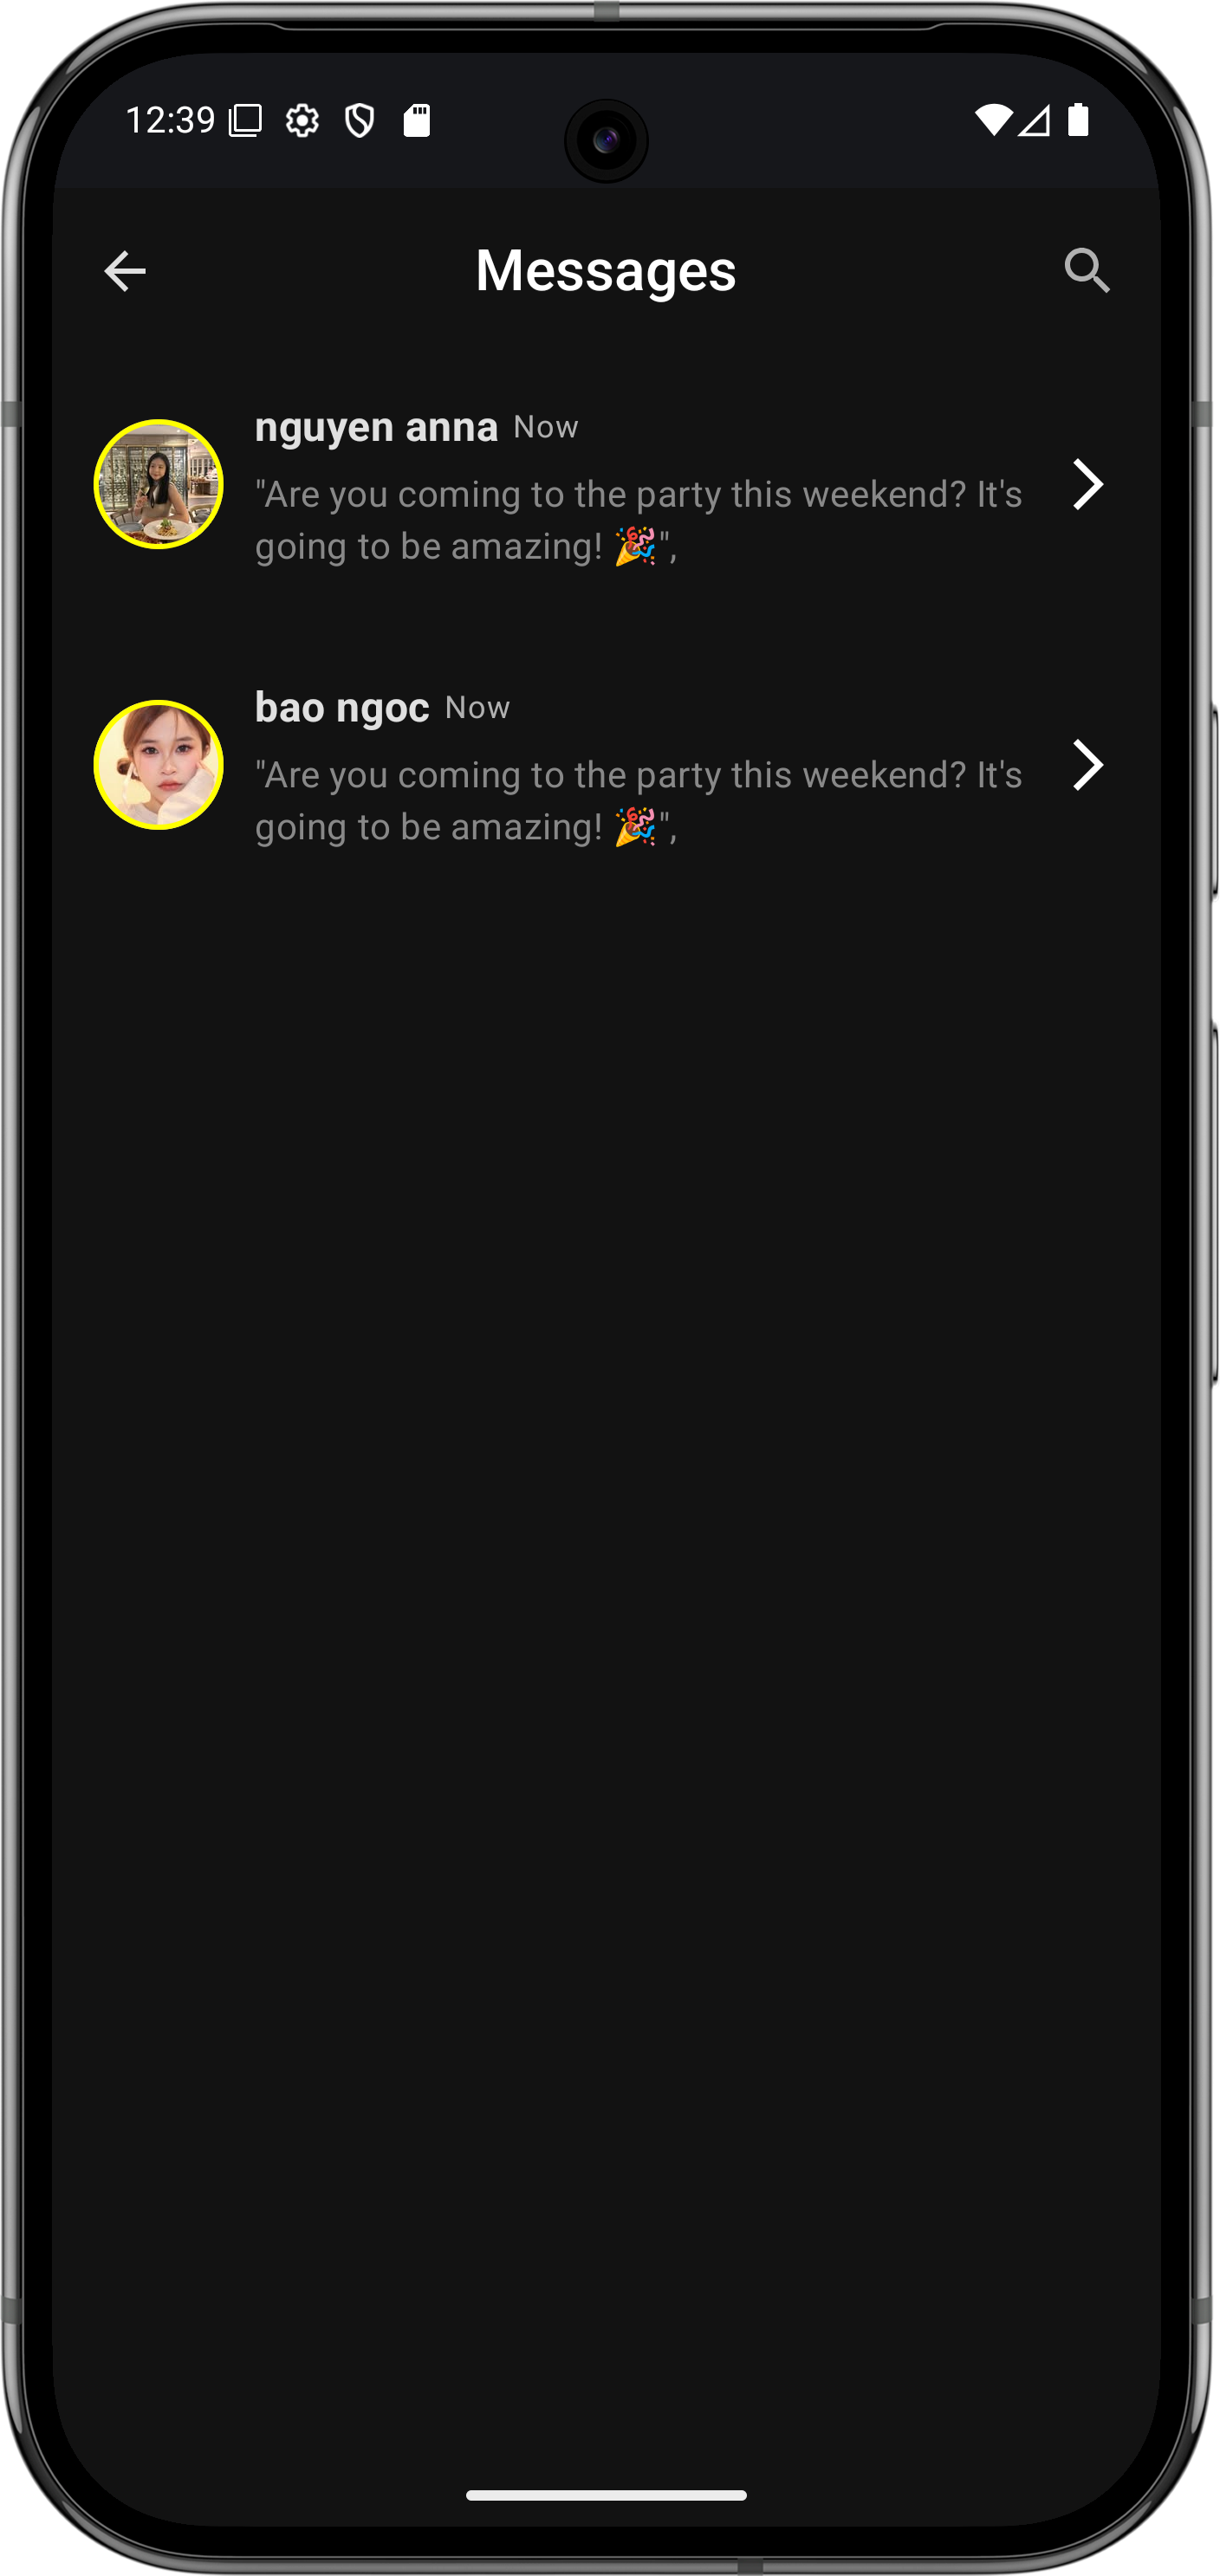 12:39
Messages
nguyen anna Now
"Are you coming to the party this weekend? It's
going to be amazing! 🎉",
bao ngoc Now
"Are you coming to the party this weekend? It's
going to be amazing! 🎉",